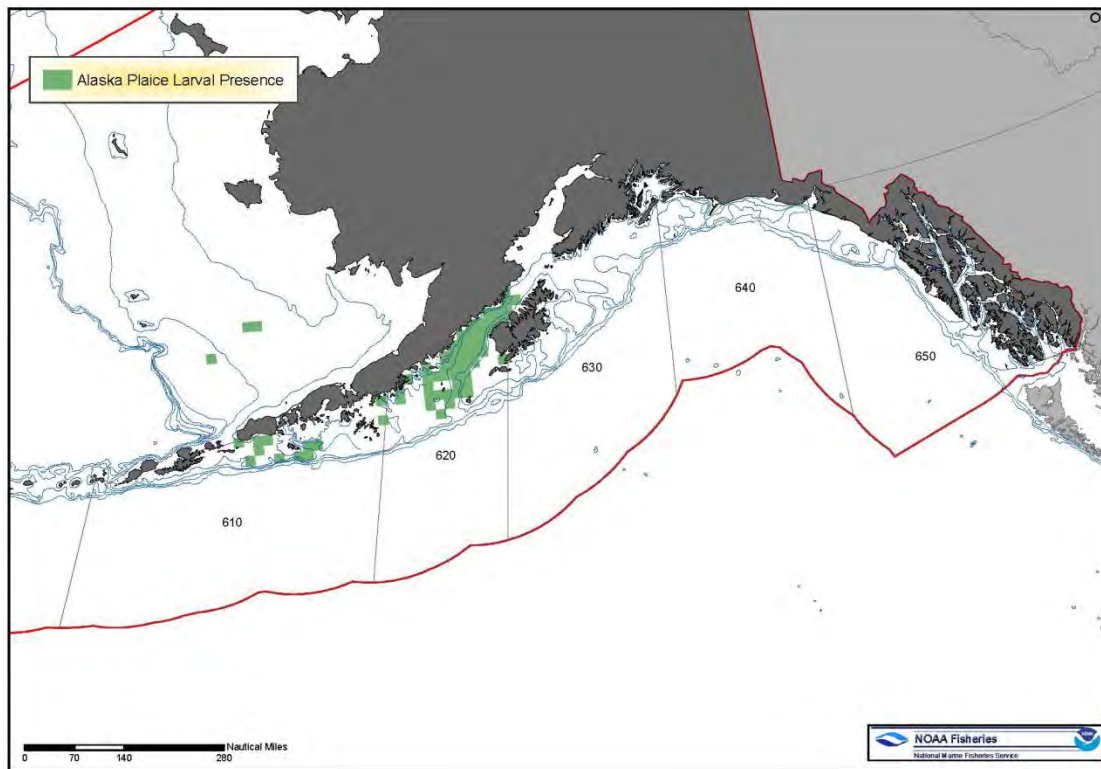 Alaska Plaice Larval Presence
640
650
630
620
610
Nautical Miles
0 70 140 280
NOAA Fisheries
National Marine Fisheries Service